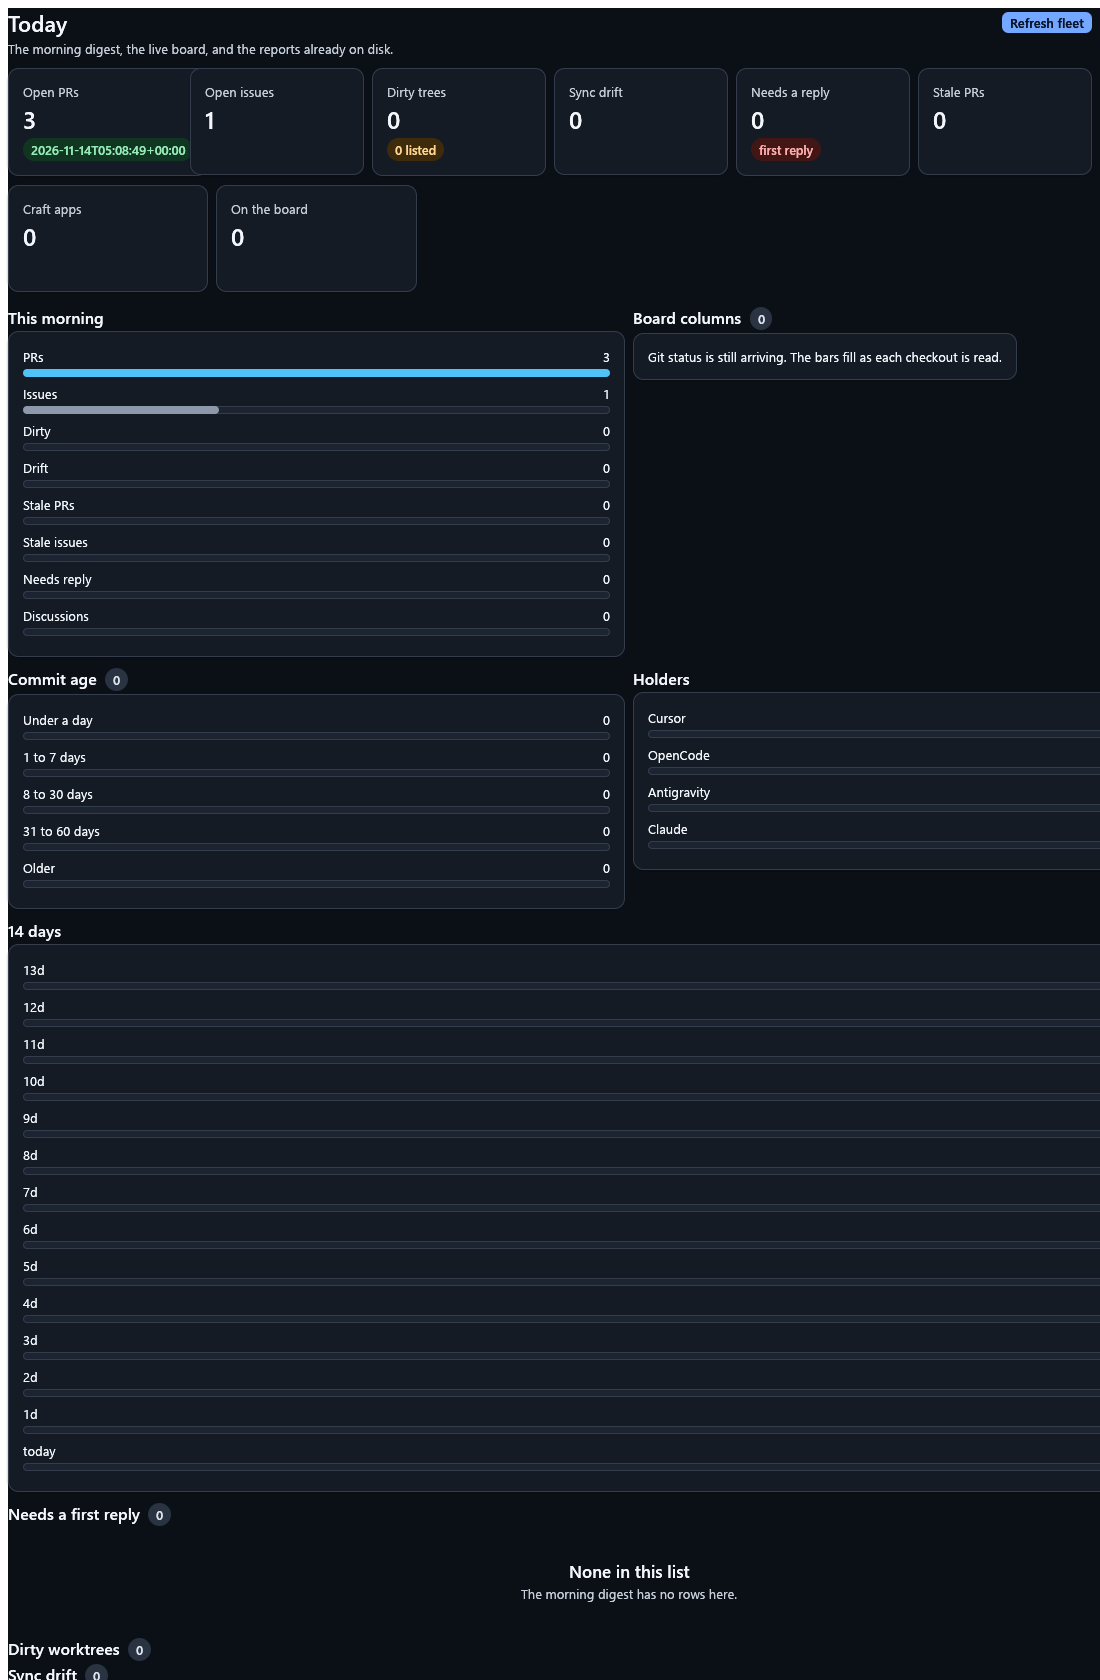 Today
Refresh fleet
The morning digest, the live board, and the reports already on disk.
Open PRs
3
2026-11-14T05:08:49+00:00
Open issues
1
Dirty trees
0
0 listed
Sync drift
0
Needs a reply
0
first reply
Stale PRs
0
Craft apps
0
On the board
0
This morning
PRs 3
Issues 1
Dirty 0
Drift 0
Stale PRs 0
Stale issues 0
Needs reply 0
Discussions 0
Board columns 0
Git status is still arriving. The bars fill as each checkout is read.
Commit age 0
Under a day 0
1 to 7 days 0
8 to 30 days 0
31 to 60 days 0
Older 0
Holders
Cursor
OpenCode
Antigravity
Claude
14 days
13d
12d
11d
10d
9d
8d
7d
6d
5d
4d
3d
2d
1d
today
Needs a first reply 0
None in this list
The morning digest has no rows here.
Dirty worktrees 0
Sync drift 0